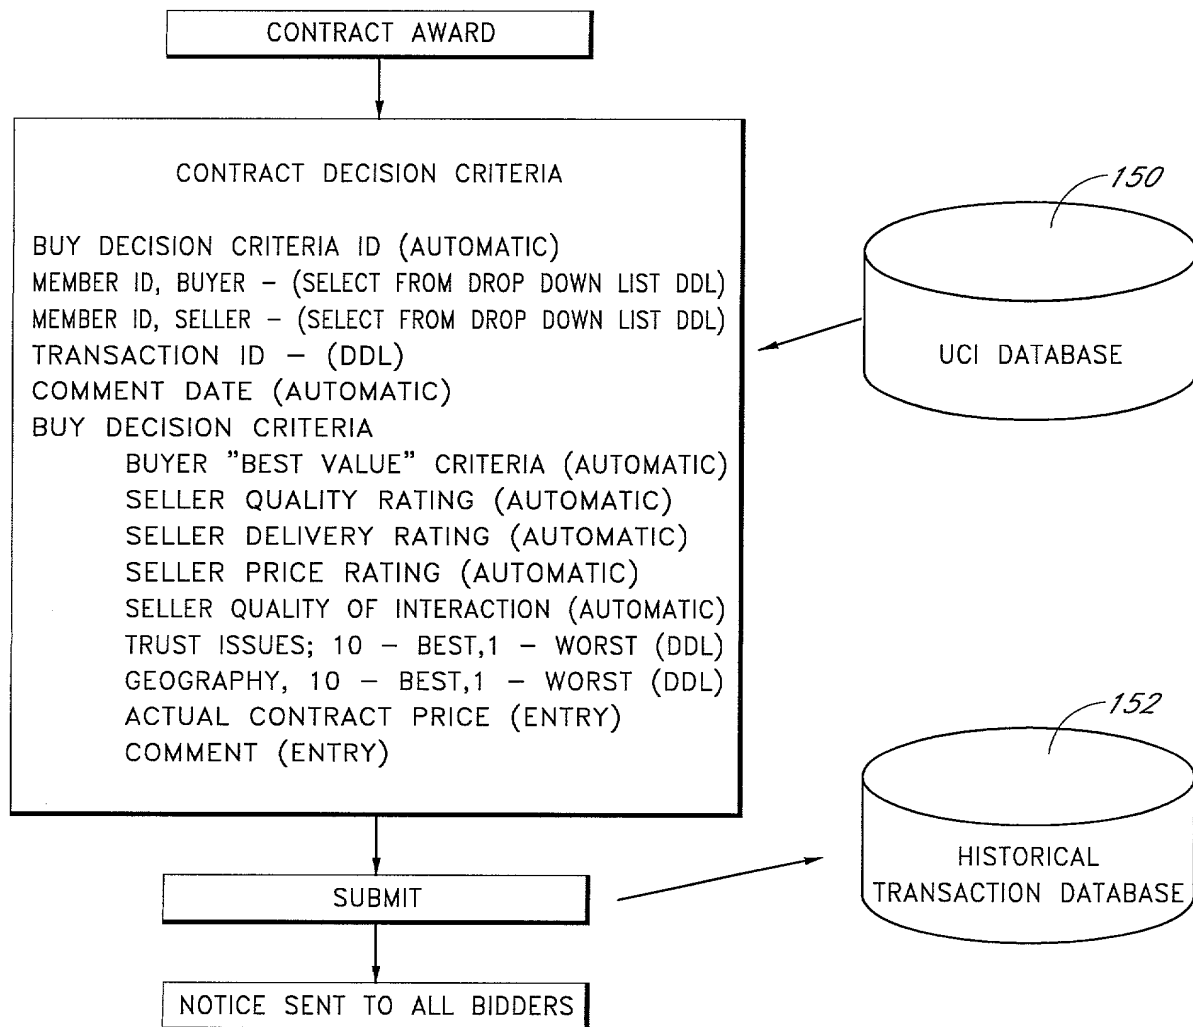 CONTRACT AWARD
CONTRACT DECISION CRITERIA
BUY DECISION CRITERIA ID (AUTOMATIC)
MEMBER ID, BUYER – (SELECT FROM DROP DOWN LIST DDL)
MEMBER ID, SELLER – (SELECT FROM DROP DOWN LIST DDL)
TRANSACTION ID – (DDL)
COMMENT DATE (AUTOMATIC)
BUY DECISION CRITERIA
BUYER "BEST VALUE" CRITERIA (AUTOMATIC)
SELLER QUALITY RATING (AUTOMATIC)
SELLER DELIVERY RATING (AUTOMATIC)
SELLER PRICE RATING (AUTOMATIC)
SELLER QUALITY OF INTERACTION (AUTOMATIC)
TRUST ISSUES; 10 – BEST,1 – WORST (DDL)
GEOGRAPHY, 10 – BEST,1 – WORST (DDL)
ACTUAL CONTRACT PRICE (ENTRY)
COMMENT (ENTRY)
150
UCI DATABASE
152
HISTORICAL
TRANSACTION DATABASE
SUBMIT
NOTICE SENT TO ALL BIDDERS